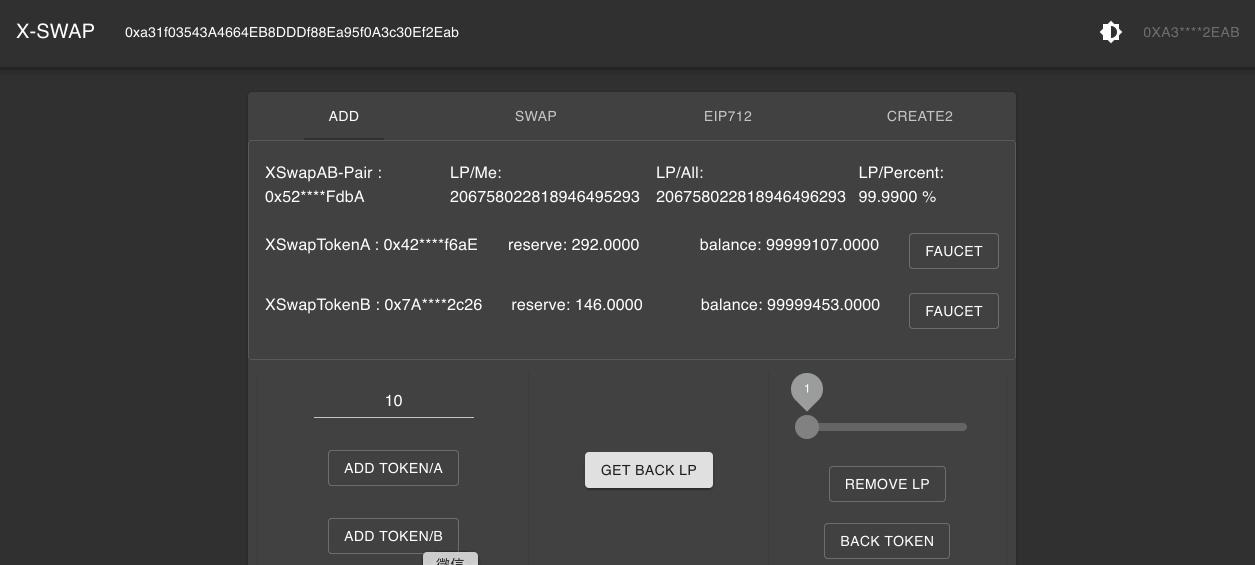 X-SWAP 0xa31f03543A4664EB8DDDf88Ea95f0A3c30Ef2Eab 0XA3****2EAB
ADD SWAP EIP712 CREATE2
XSwapAB-Pair : LP/Me: LP/All: LP/Percent:
0x52****FdbA 206758022818946495293 206758022818946496293 99.9900 %
XSwapTokenA : 0x42****f6aE reserve: 292.0000 balance: 99999107.0000 FAUCET
XSwapTokenB : 0x7A****2c26 reserve: 146.0000 balance: 99999453.0000 FAUCET
1
10
ADD TOKEN/A GET BACK LP REMOVE LP
ADD TOKEN/B BACK TOKEN
微信